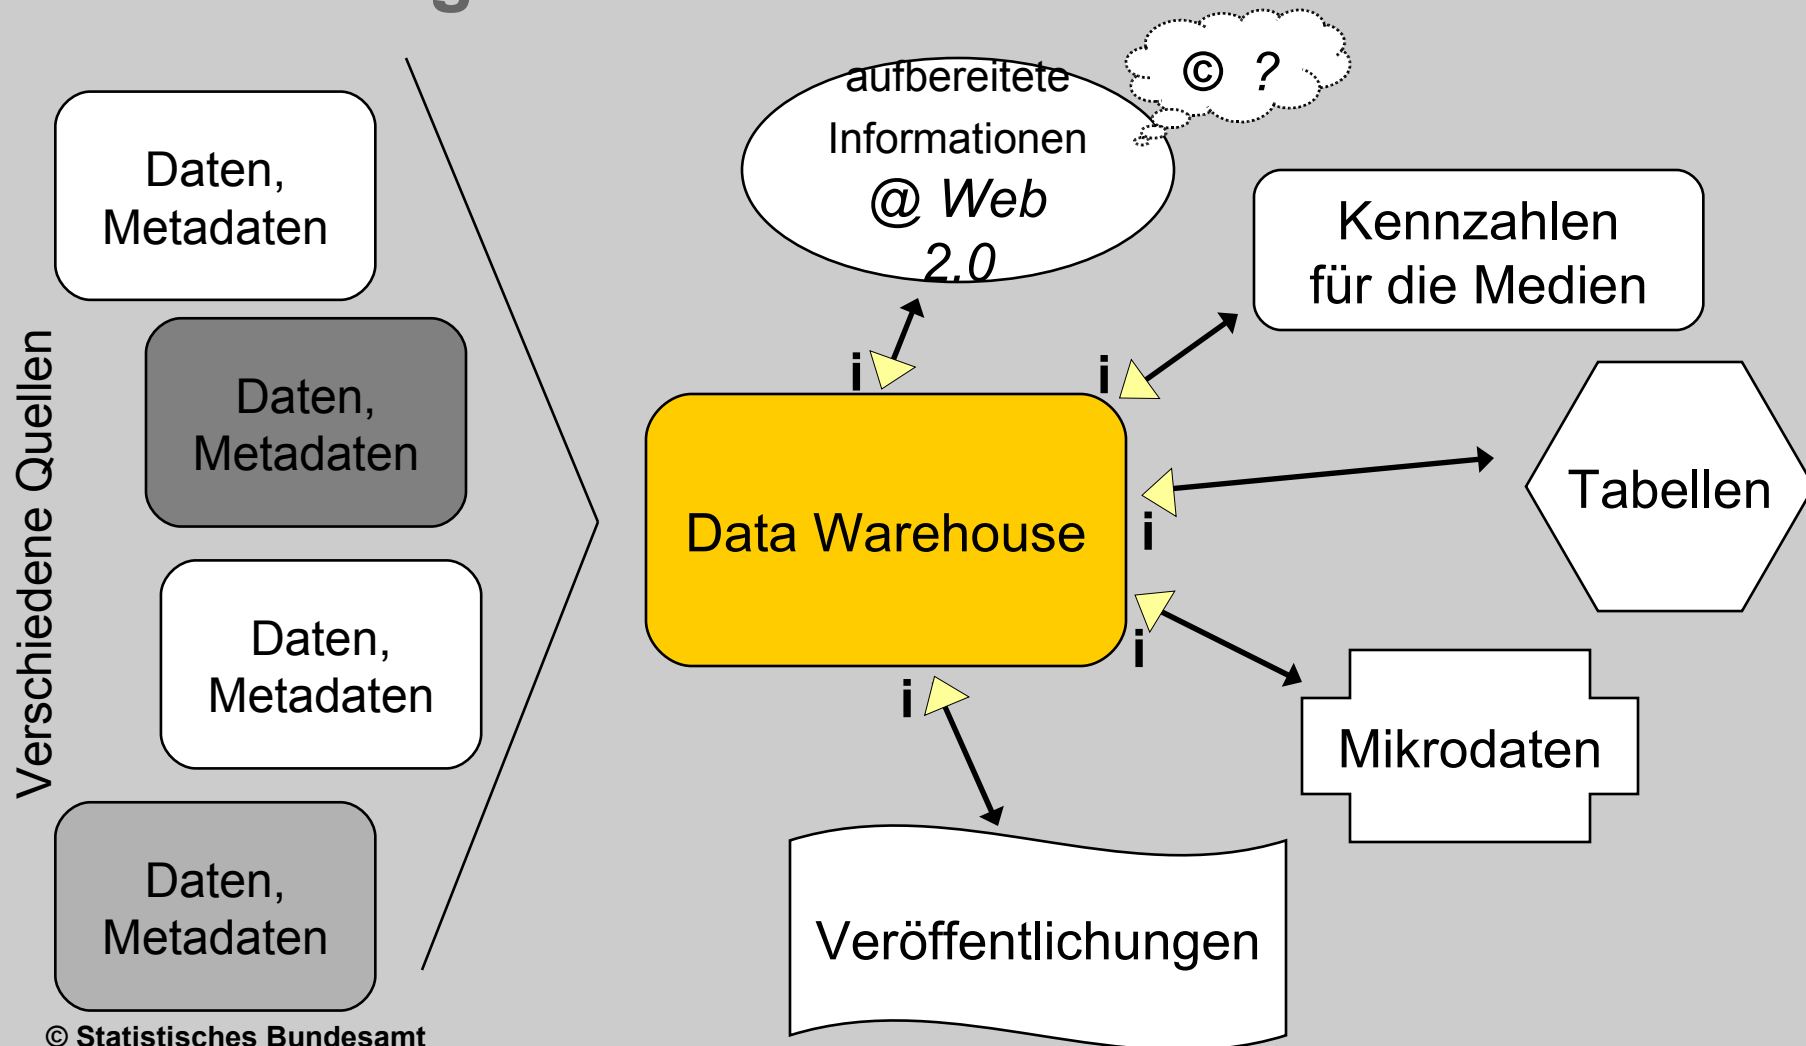 Verschiedene Quellen
Daten,
Metadaten
Daten,
Metadaten
Daten,
Metadaten
Daten,
Metadaten
aufbereitete
Informationen
@ Web
2.0
© ?
Kennzahlen
für die Medien
i
i
Data Warehouse
i
Tabellen
i
Mikrodaten
i
Veröffentlichungen
© Statistisches Bundesamt